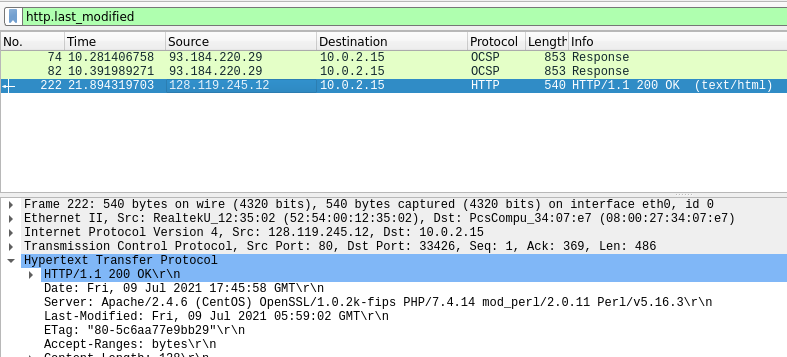 http.last_modified
No. Time Source Destination Protocol Length Info
74 10.281406758 93.184.220.29 10.0.2.15 OCSP 853 Response
82 10.391989271 93.184.220.29 10.0.2.15 OCSP 853 Response
222 21.894319703 128.119.245.12 10.0.2.15 HTTP 540 HTTP/1.1 200 OK (text/html)
Frame 222: 540 bytes on wire (4320 bits), 540 bytes captured (4320 bits) on interface eth0, id 0
Ethernet II, Src: RealtekU_12:35:02 (52:54:00:12:35:02), Dst: PcsCompu_34:07:e7 (08:00:27:34:07:e7)
Internet Protocol Version 4, Src: 128.119.245.12, Dst: 10.0.2.15
Transmission Control Protocol, Src Port: 80, Dst Port: 33426, Seq: 1, Ack: 369, Len: 486
Hypertext Transfer Protocol
HTTP/1.1 200 OK\r\n
Date: Fri, 09 Jul 2021 17:45:58 GMT\r\n
Server: Apache/2.4.6 (CentOS) OpenSSL/1.0.2k-fips PHP/7.4.14 mod_perl/2.0.11 Perl/v5.16.3\r\n
Last-Modified: Fri, 09 Jul 2021 05:59:02 GMT\r\n
ETag: "80-5c6aa77e9bb29"\r\n
Accept-Ranges: bytes\r\n
Content-Length: 128\r\n